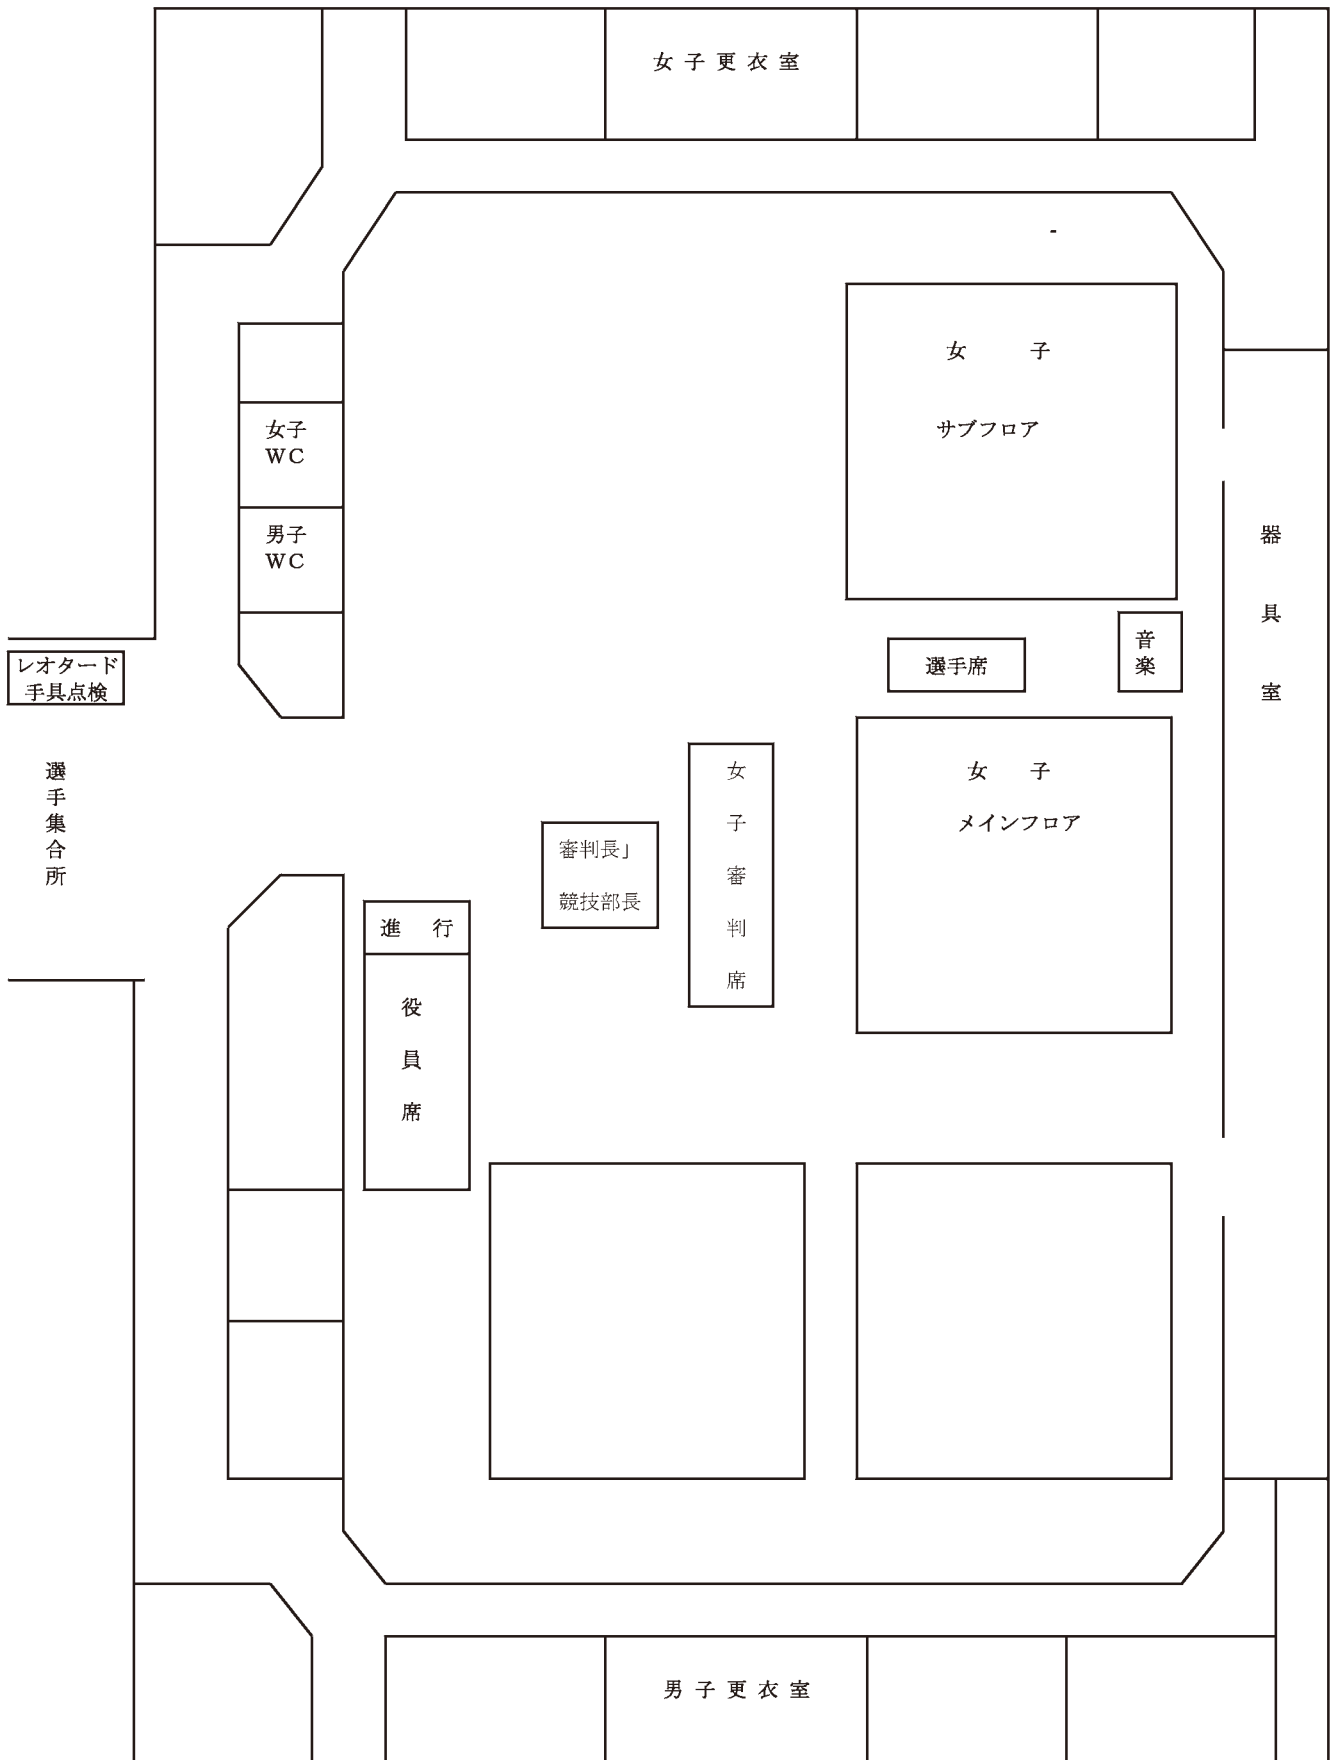 女子更衣室
女　子
サブフロア
女子
WC
男子
WC
器具室
音楽
選手席
レオタード
手具点検
選手集合所
女　子
メインフロア
女子審判席
審判長」
競技部長
進　行
役員席
男子更衣室